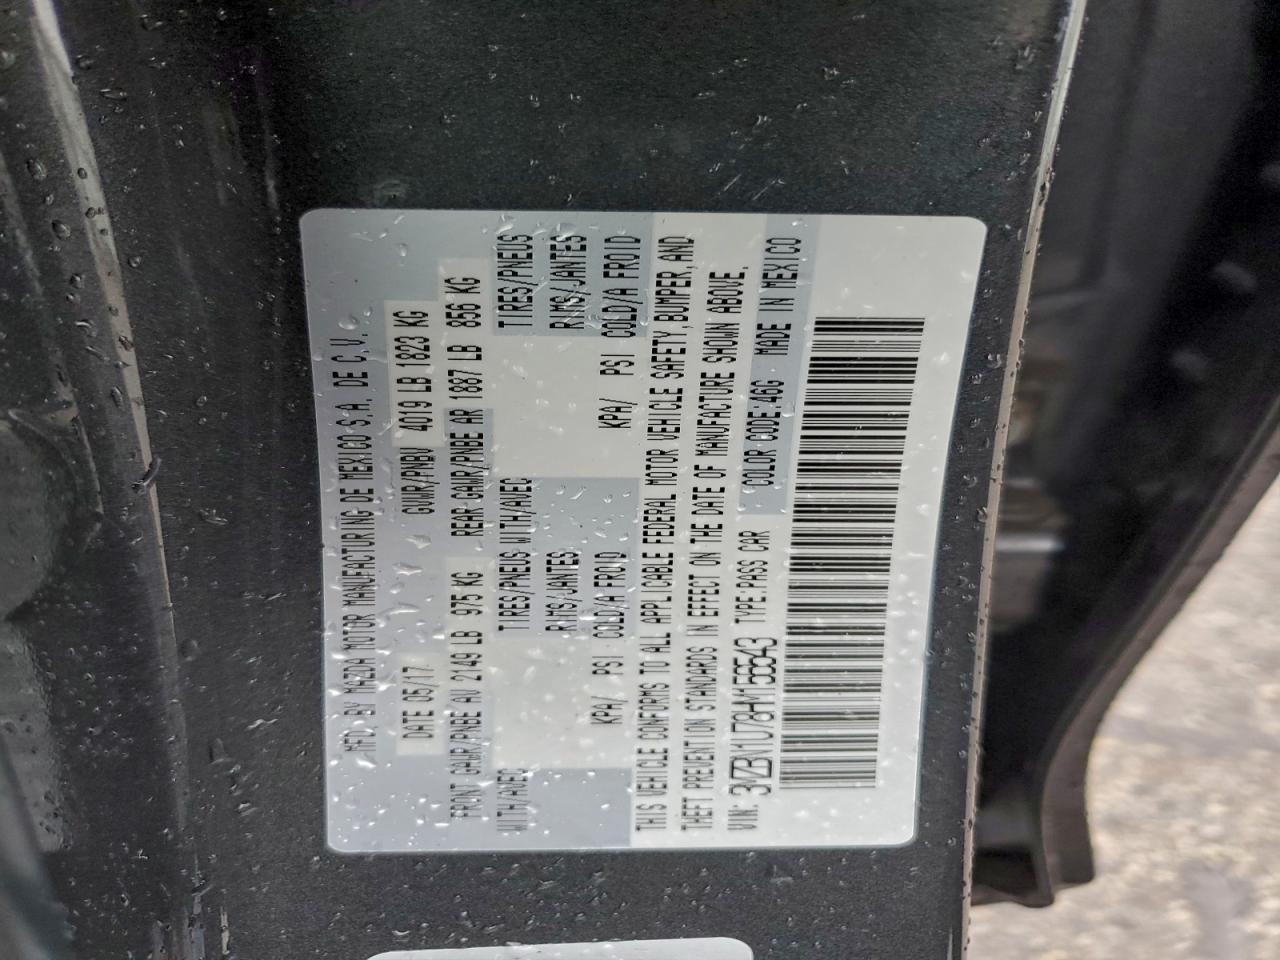 MFD BY MAZDA MOTOR MANUFACTURING DE MEXICO S.A. DE C.V.
DATE 05/17 GVWR/PNBV 4019 LB 1823 KG
FRONT GAWR/PNBE AV 2149 LB 975 KG REAR GAWR/PNBE AR 1887 LB 856 KG
WITH/AVEC TIRES/PNEUS WITH/AVEC TIRES/PNEUS
RIMS/JANTES RIMS/JANTES
KPA/ PSI COLD/A FROID KPA/ PSI COLD/A FROID
THIS VEHICLE CONFORMS TO ALL APPLICABLE FEDERAL MOTOR VEHICLE SAFETY, BUMPER, AND
THEFT PREVENTION STANDARDS IN EFFECT ON THE DATE OF MANUFACTURE SHOWN ABOVE.
VIN: 3MZBN1U78HM156543 TYPE:PASS CAR COLOR CODE:46G MADE IN MEXICO